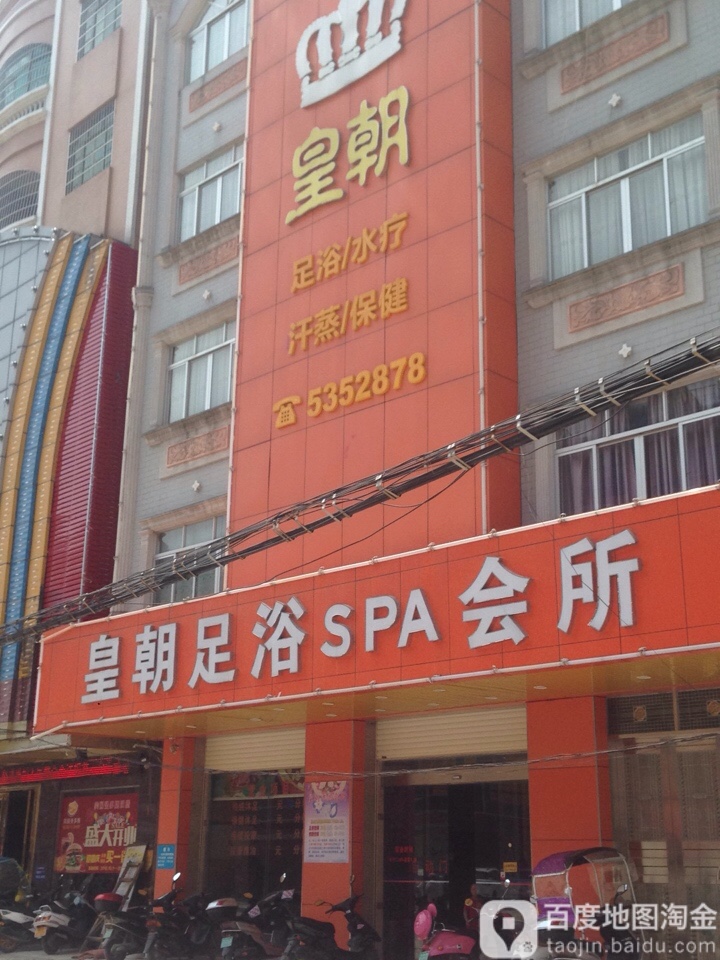 皇朝
足浴/水疗
汗蒸/保健
☎5352878
皇朝足浴SPA会所
盛大开业
百度地图淘金
taojin.baidu.com